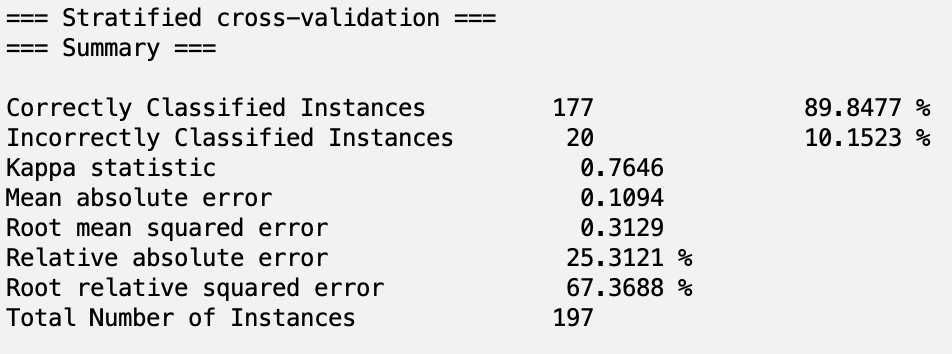 === Stratified cross-validation ===
=== Summary ===
Correctly Classified Instances 177 89.8477 %
Incorrectly Classified Instances 20 10.1523 %
Kappa statistic 0.7646
Mean absolute error 0.1094
Root mean squared error 0.3129
Relative absolute error 25.3121 %
Root relative squared error 67.3688 %
Total Number of Instances 197